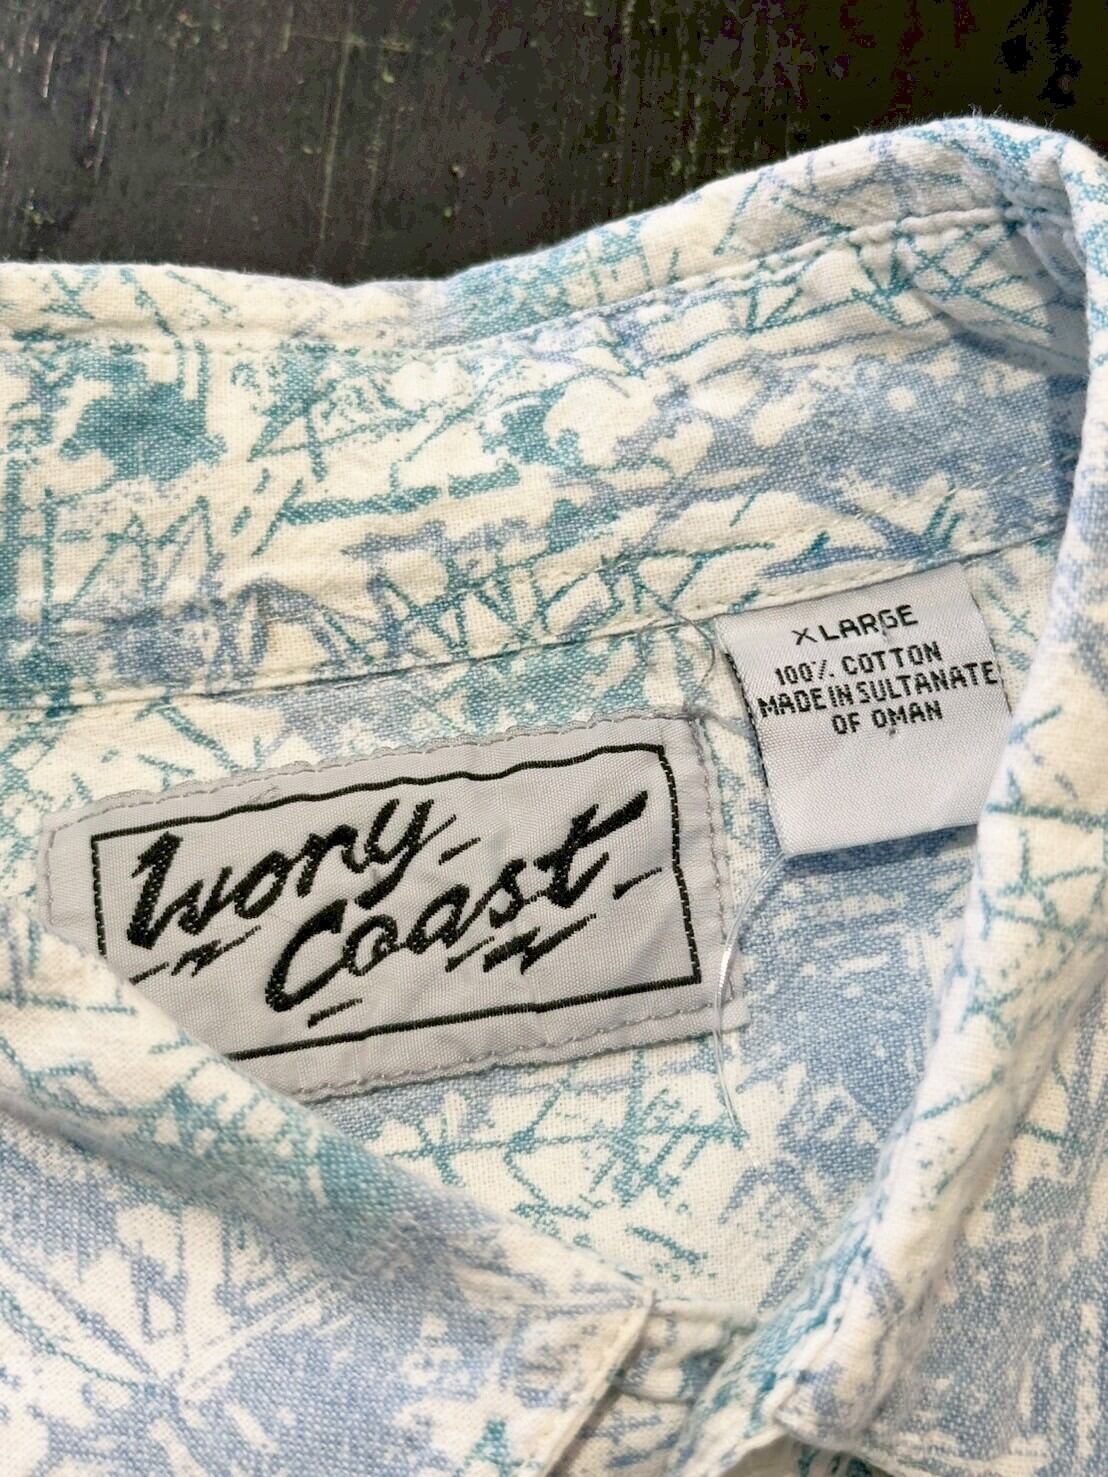 Ivory
Coast
X LARGE
100% COTTON
MADE IN SULTANATE
OF OMAN